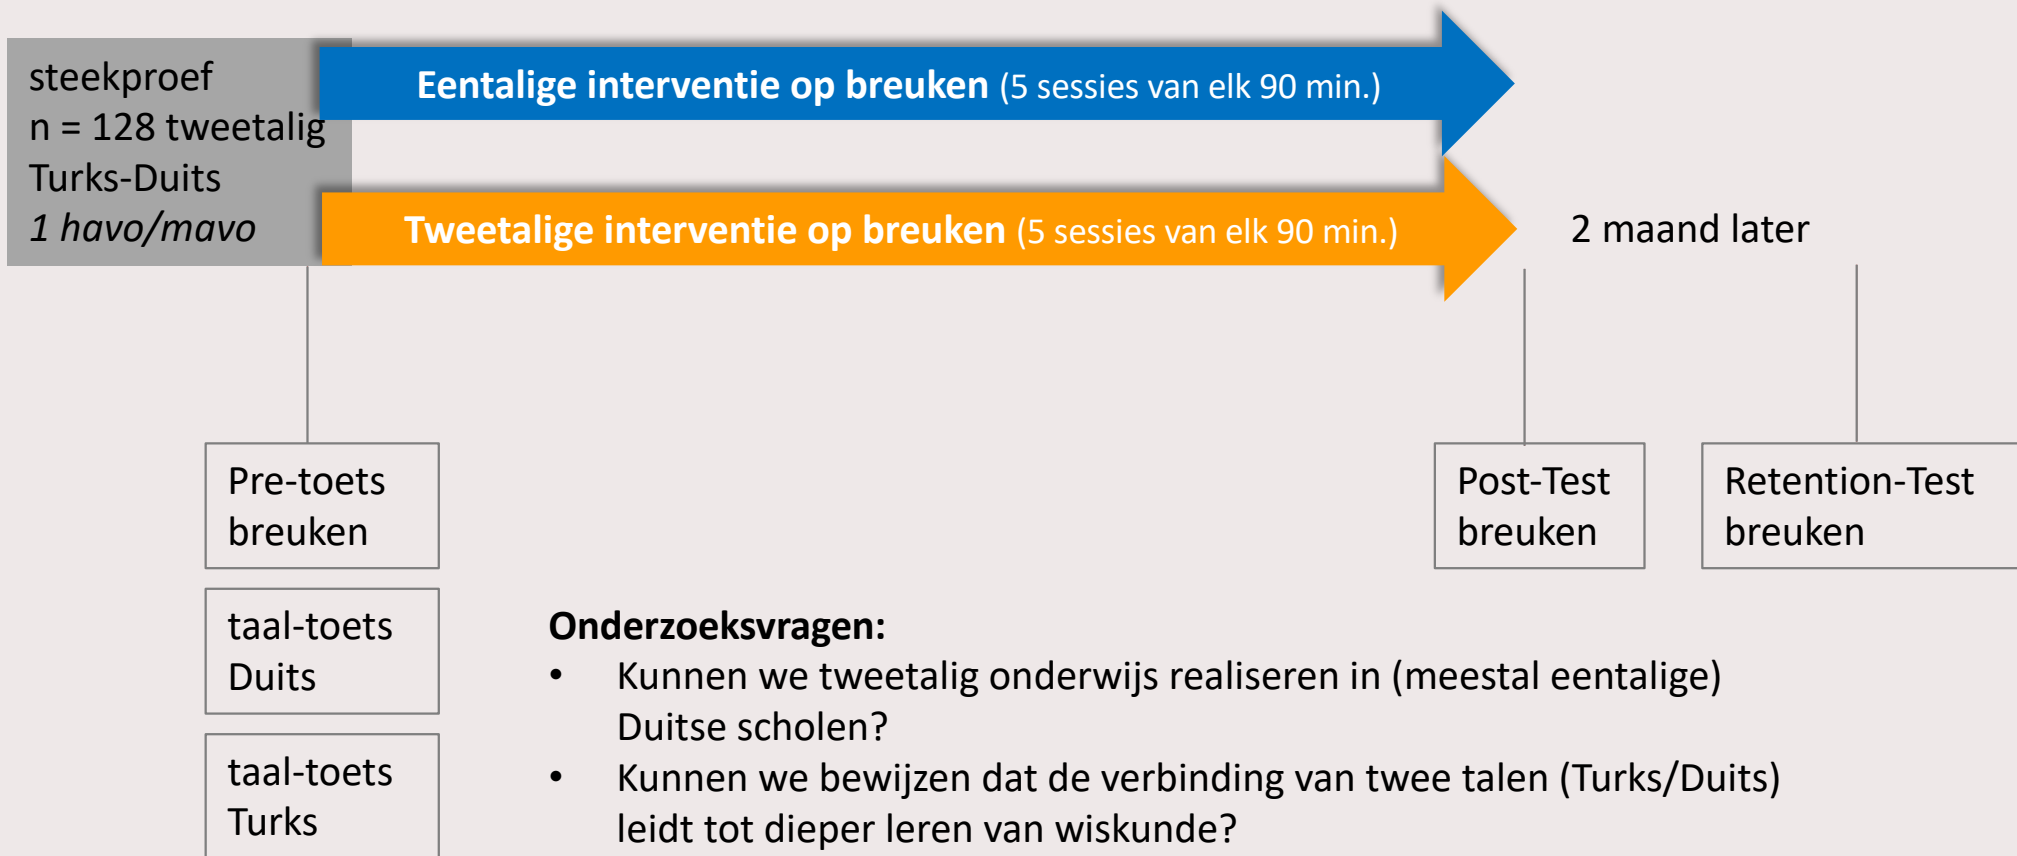 steekproef
n = 128 tweetalig
Turks-Duits
1 havo/mavo
Eentalige interventie op breuken (5 sessies van elk 90 min.)
Tweetalige interventie op breuken (5 sessies van elk 90 min.)
2 maand later
Pre-toets
breuken
Post-Test
breuken
Retention-Test
breuken
taal-toets
Duits
taal-toets
Turks
Onderzoeksvragen:
• Kunnen we tweetalig onderwijs realiseren in (meestal eentalige)
Duitse scholen?
• Kunnen we bewijzen dat de verbinding van twee talen (Turks/Duits)
leidt tot dieper leren van wiskunde?